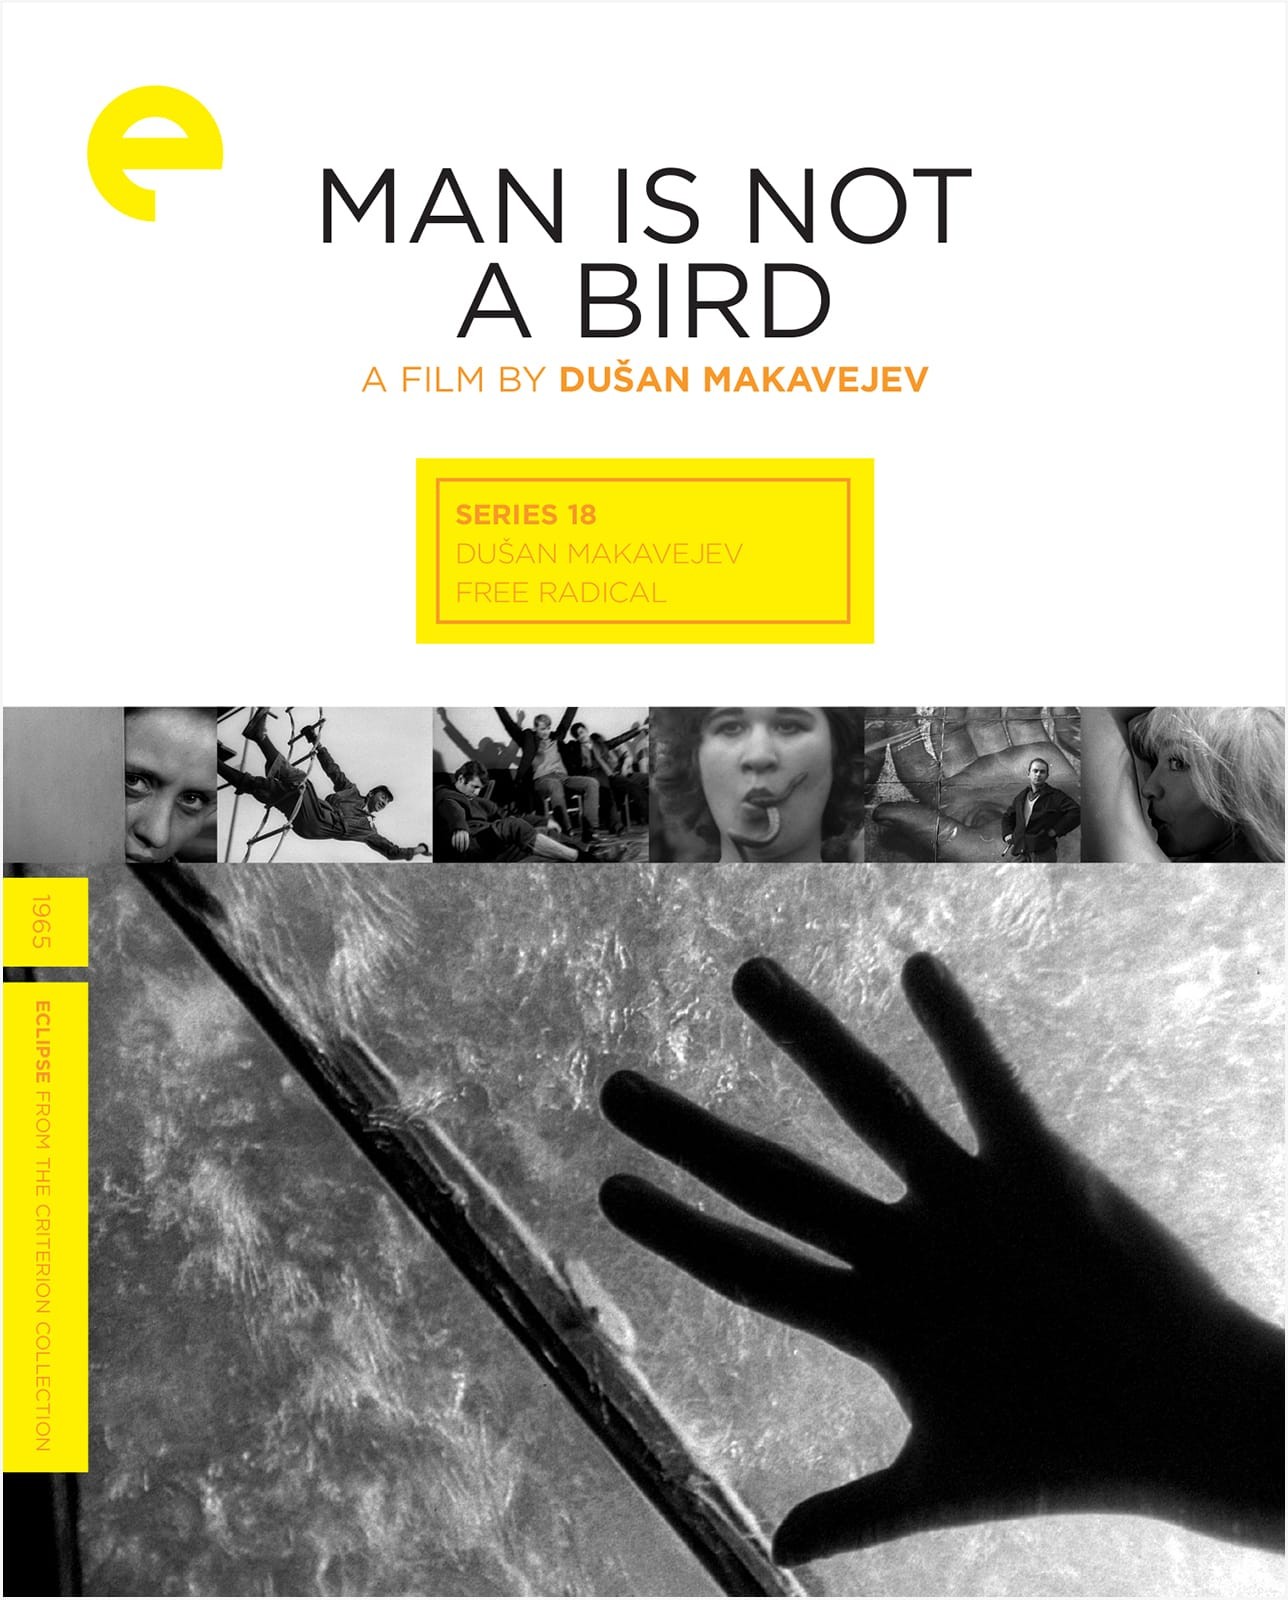 e
MAN IS NOT
A BIRD
A FILM BY DUŠAN MAKAVEJEV
SERIES 18
DUŠAN MAKAVEJEV
FREE RADICAL
1965
ECLIPSE FROM THE CRITERION COLLECTION